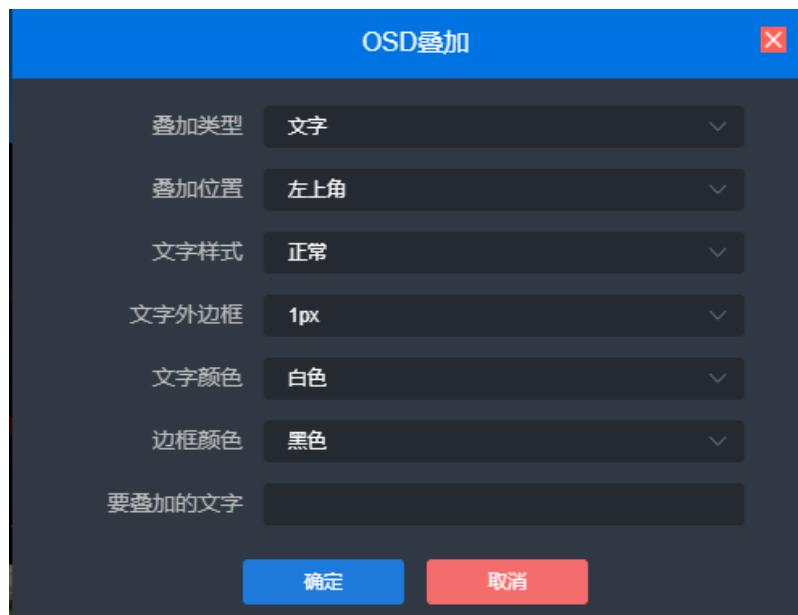 OSD叠加
叠加类型 文字
叠加位置 左上角
文字样式 正常
文字外边框 1px
文字颜色 白色
边框颜色 黑色
要叠加的文字
确定 取消